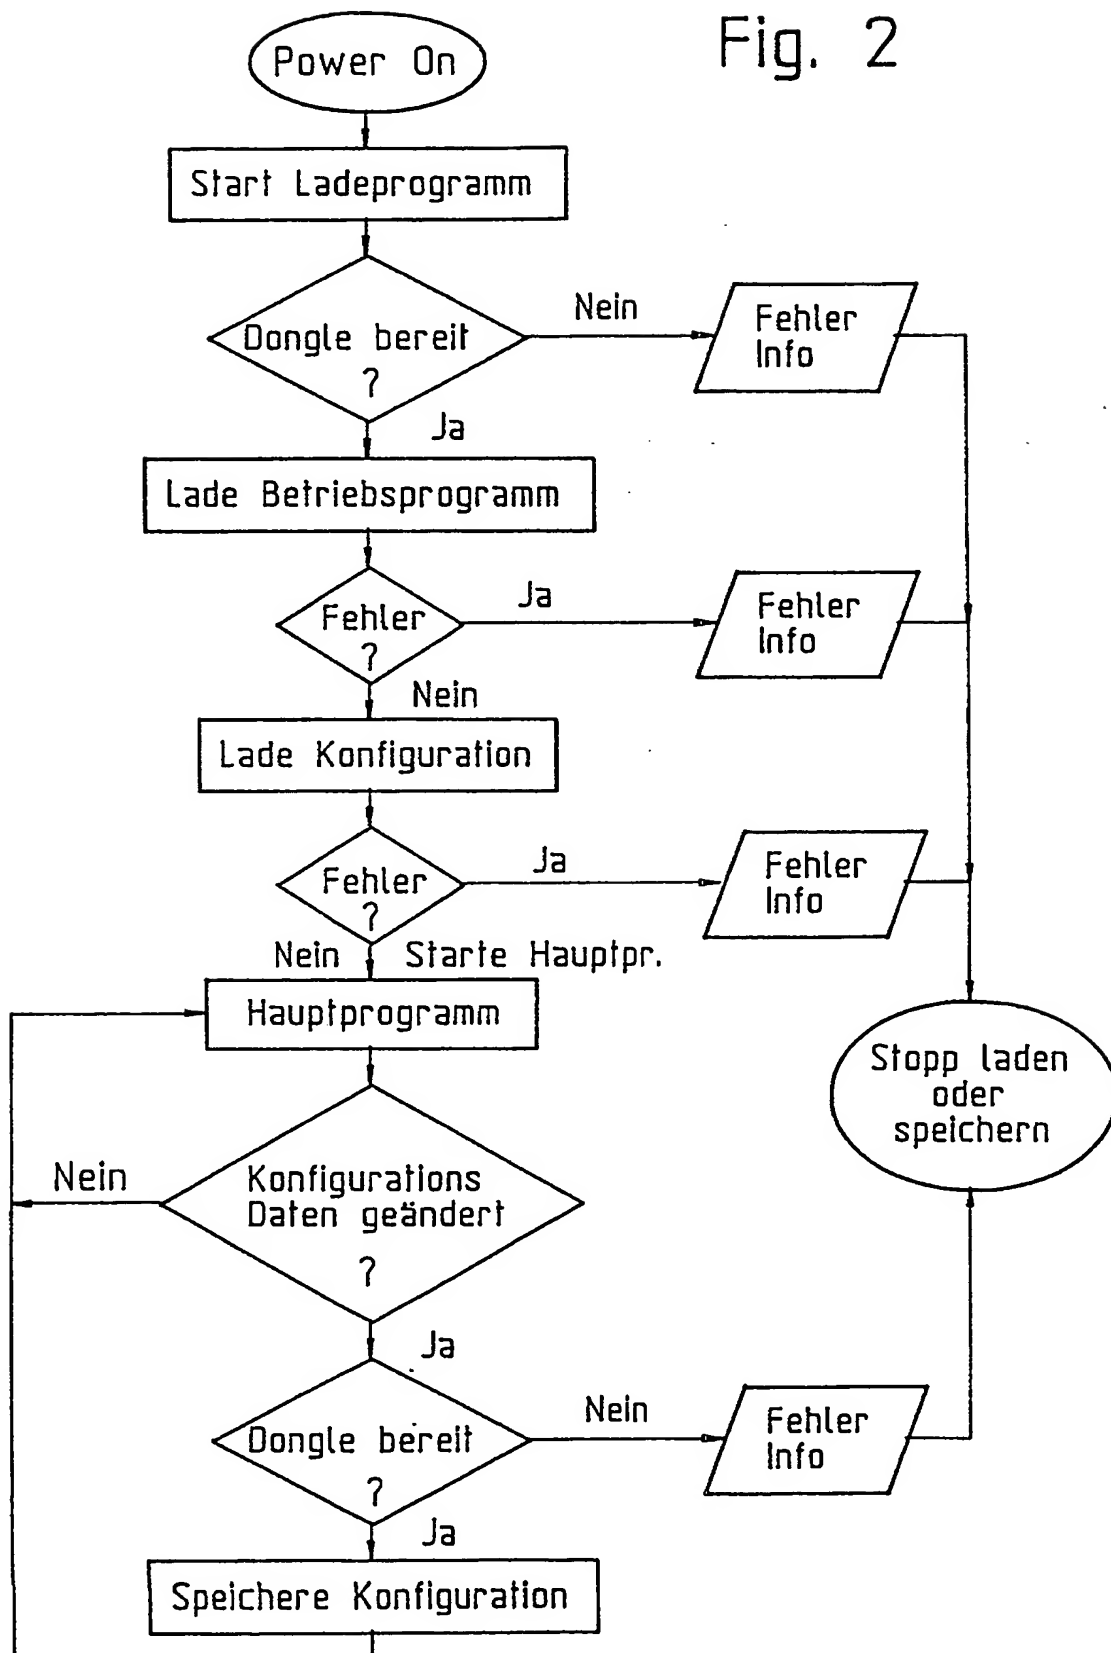 Fig. 2
Power On
Start Ladeprogramm
Dongle bereit
?
Nein
Fehler
Info
Ja
Lade Betriebsprogramm
Fehler
?
Ja
Fehler
Info
Nein
Lade Konfiguration
Fehler
?
Ja
Fehler
Info
Nein
Starte Hauptpr.
Hauptprogramm
Stopp laden
oder
speichern
Nein
Konfigurations
Daten geändert
?
Ja
Dongle bereit
?
Nein
Fehler
Info
Ja
Speichere Konfiguration